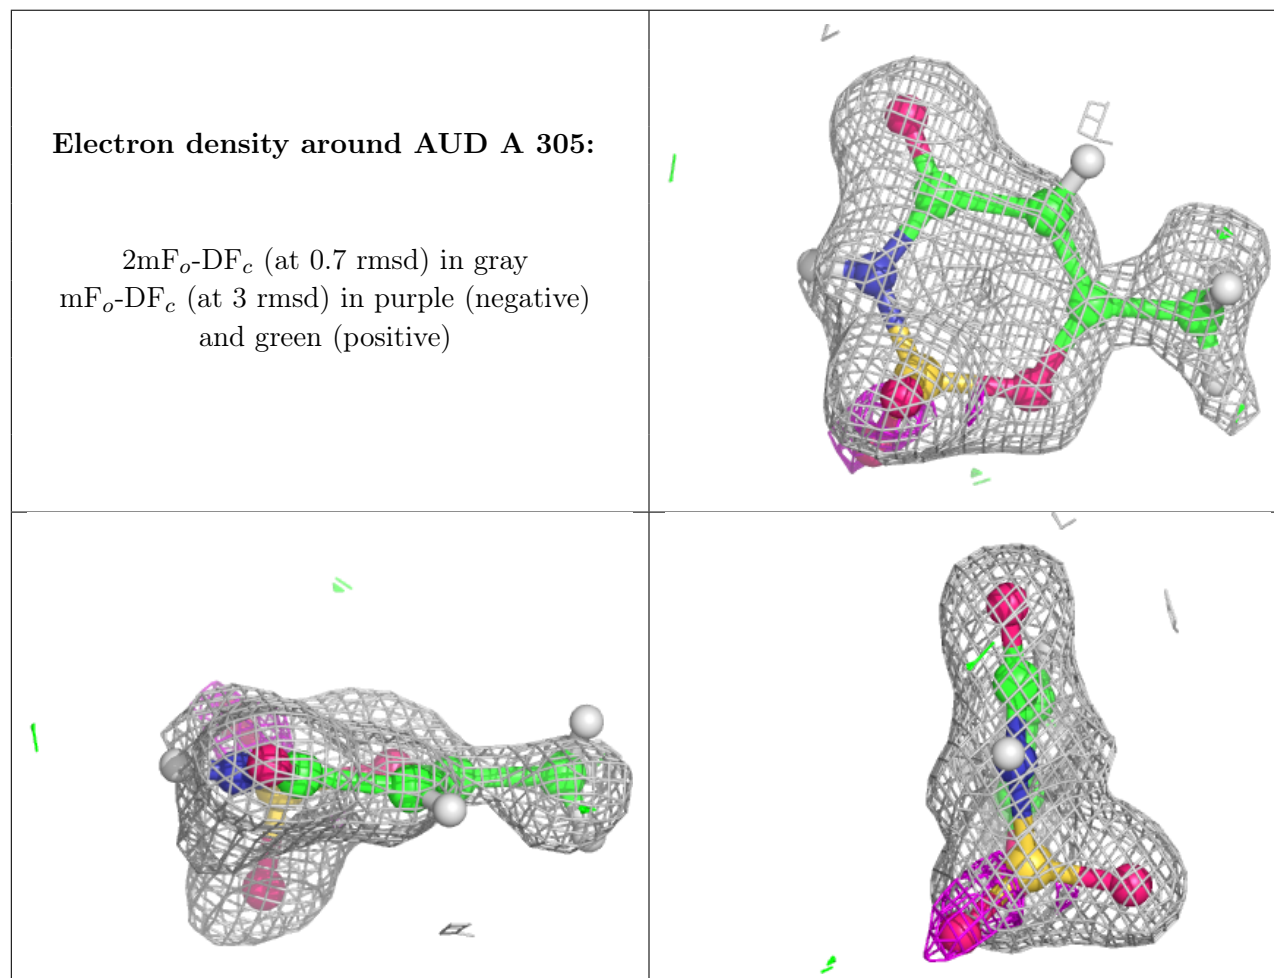 Electron density around AUD A 305:
2mFo-DFc (at 0.7 rmsd) in gray
mFo-DFc (at 3 rmsd) in purple (negative)
and green (positive)